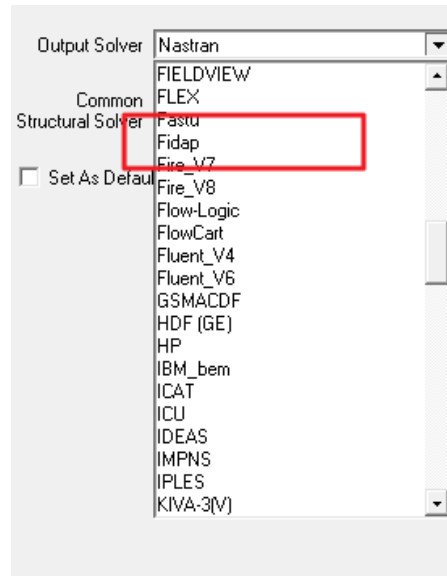 Output Solver Nastran
FIELDVIEW
Common FLEX
Structural Solver Fastu
Fidap
Fire_V7
Set As Defaul Fire_V8
Flow-Logic
FlowCart
Fluent_V4
Fluent_V6
GSMACDF
HDF (GE)
HP
IBM_bem
ICAT
ICU
IDEAS
IMPNS
IPLES
KIVA-3(V)